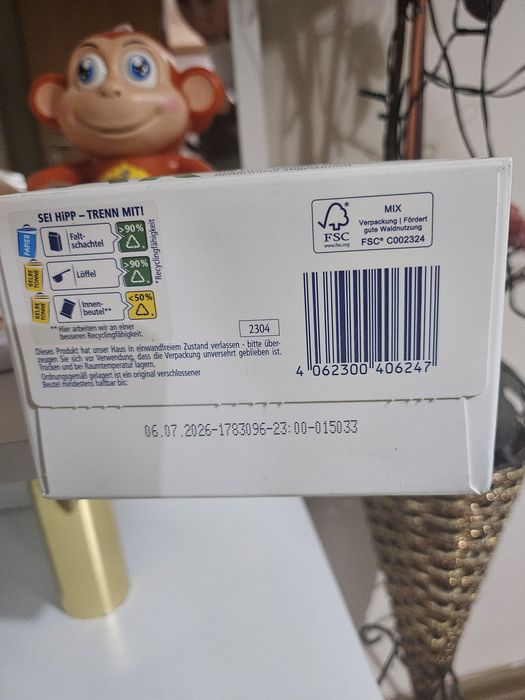 SEI HiPP – TRENN MIT!
PAPIER
Falt-
schachtel
>90%
GELBE
TONNE
Löffel
>90%
GELBE
TONNE
Innen-
beutel**
<50%
*Recyclingfähigkeit
** Hier arbeiten wir an einer
besseren Recyclingfähigkeit.
2304
Dieses Produkt hat unser Haus in einwandfreiem Zustand verlassen - bitte über-
zeugen Sie sich vor Verwendung, dass die Verpackung unversehrt geblieben ist.
Trocken und bei Raumtemperatur lagern.
Ordnungsgemäß gelagert ist ein original verschlossener
Beutel mindestens haltbar bis:
FSC
www.fsc.org
MIX
Verpackung | Fördert
gute Waldnutzung
FSC® C002324
4 062300 406247
06.07.2026-1783096-23:00-015033